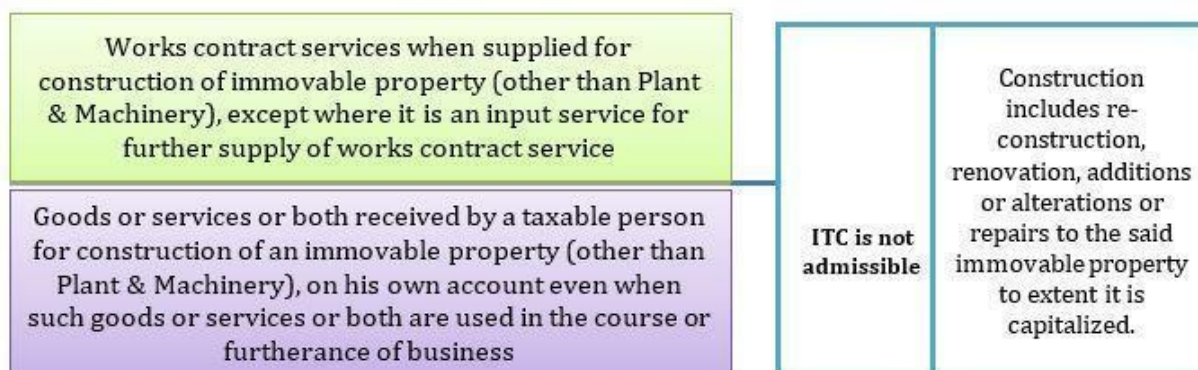 Works contract services when supplied for
construction of immovable property (other than Plant
& Machinery), except where it is an input service for
further supply of works contract service
Goods or services or both received by a taxable person
for construction of an immovable property (other than
Plant & Machinery), on his own account even when
such goods or services or both are used in the course or
furtherance of business
ITC is not
admissible
Construction
includes re-
construction,
renovation, additions
or alterations or
repairs to the said
immovable property
to extent it is
capitalized.